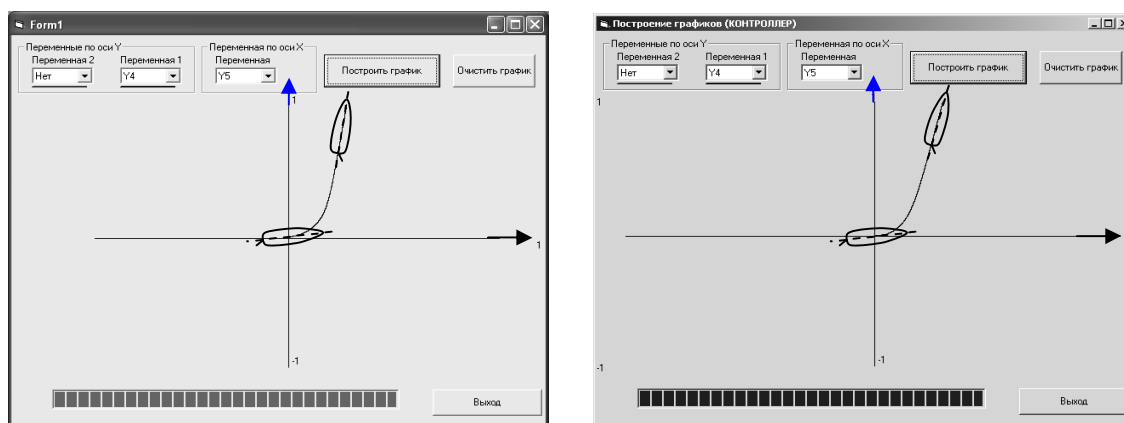 Form1
Переменные по оси Y
Переменная по оси X
Переменная 2
Переменная 1
Переменная
Нет
Y4
Y5
Построить график
Очистить график
1
1
-1
Выход
Построение графиков (КОНТРОЛЛЕР)
Переменные по оси Y
Переменная по оси X
Переменная 2
Переменная 1
Переменная
Нет
Y4
Y5
Построить график
Очистить график
1
1
-1
-1
Выход